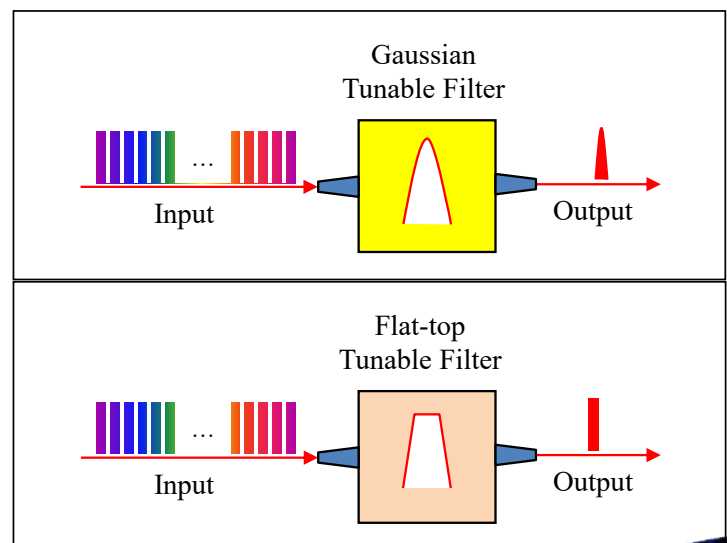 Gaussian
Tunable Filter
...
Input
Output
Flat-top
Tunable Filter
...
Input
Output